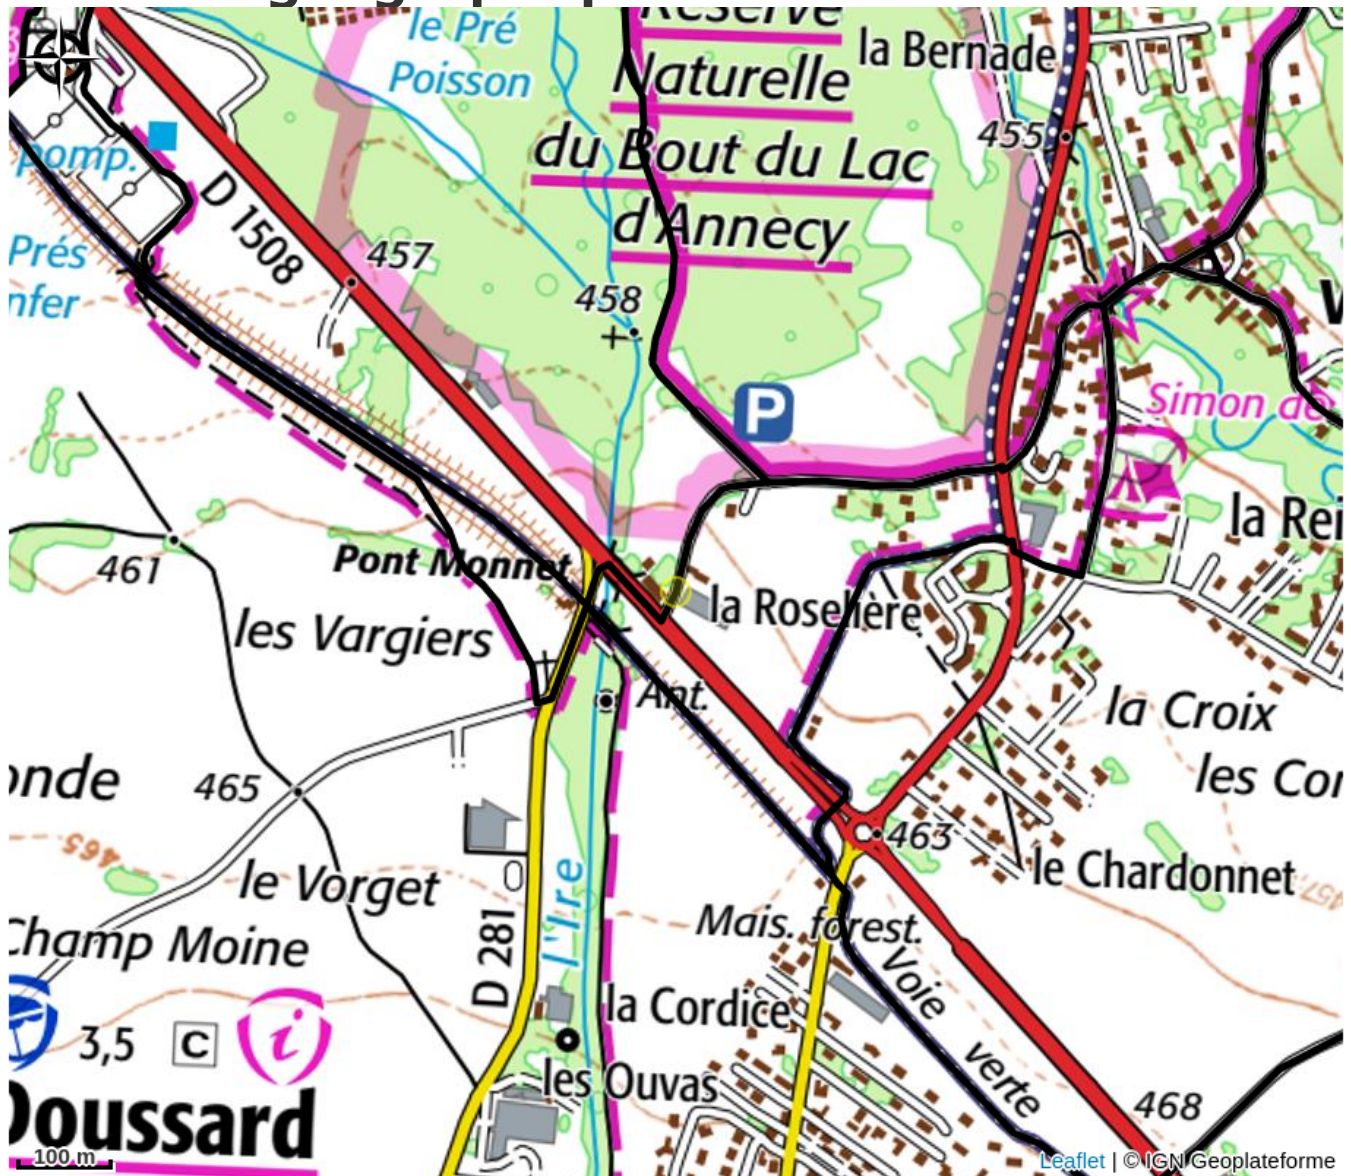 le Pré
Poisson
Réserve
Naturelle
du Bout du Lac
d'Annecy
la Bernade
455
pomp.
D 1508
457
458
Prés
nfer
P
Simon de
la Rei
461
Pont Monnet
les Vargiers
la Roselière
Ant.
la Croix
les Cor
onde
465
465
463
le Chardonnet
le Vorget
Champ Moine
l'Ire
D 281
Mais. forest.
Voie
verte
la Cordice
les Ouvas
3,5
C
i
Doussard
468
100 m
Leaflet | © IGN Geoplateforme